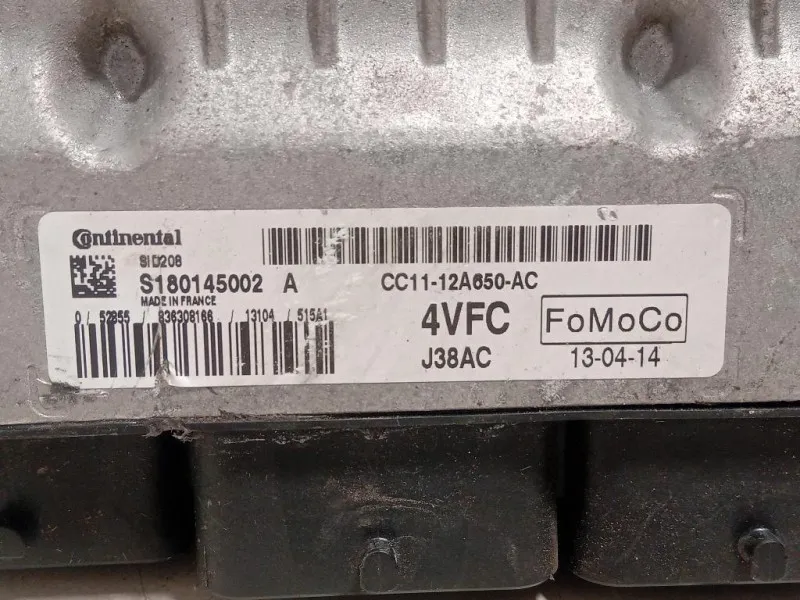 Continental
SID208
S180145002 A
CC11-12A650-AC
MADE IN FRANCE
0 / 52855 / 836308166 / 13104 / 515A1
4VFC
FoMoCo
J38AC
13-04-14